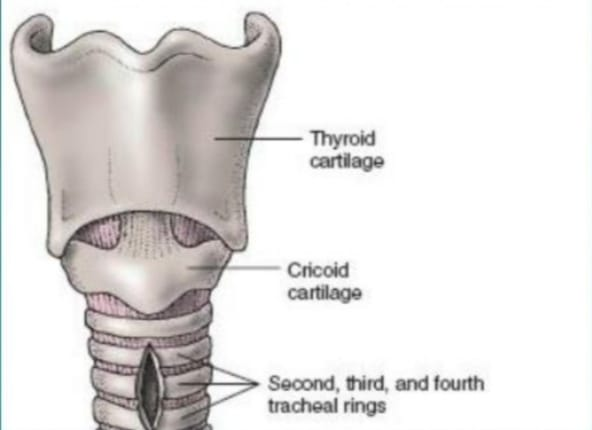 Thyroid
cartilage
Cricoid
cartilage
Second, third, and fourth
tracheal rings